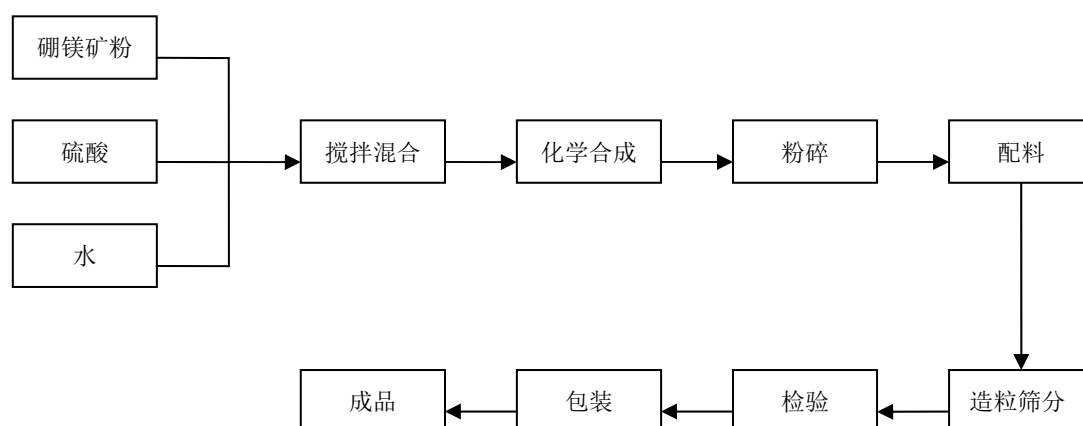 硼镁矿粉
硫酸
水
搅拌混合
化学合成
粉碎
配料
造粒筛分
检验
包装
成品